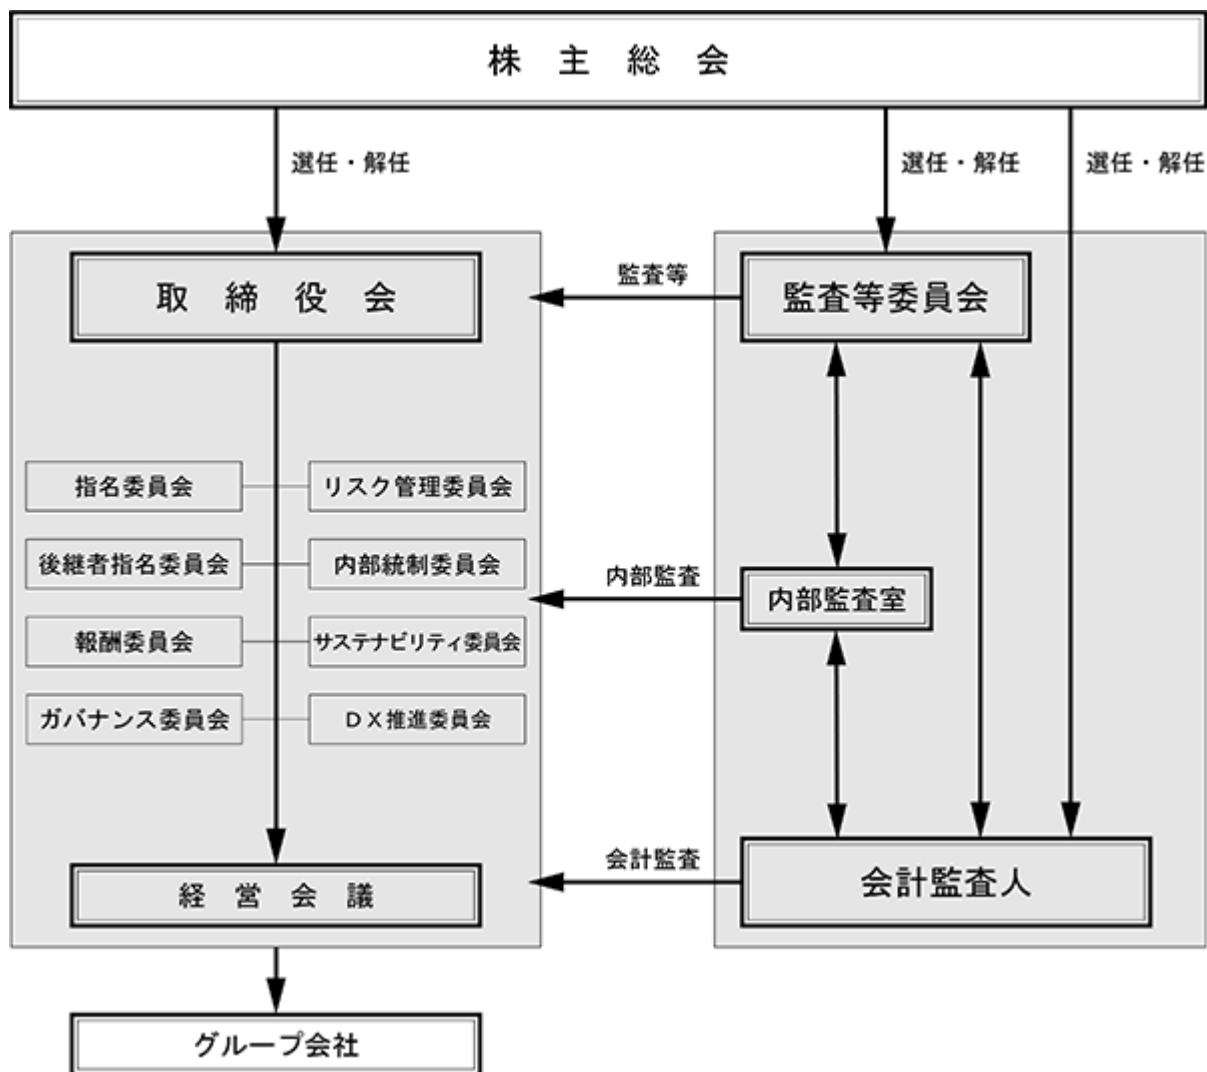 株主総会
選任・解任
選任・解任
選任・解任
取締役会
監査等
監査等委員会
指名委員会
リスク管理委員会
後継者指名委員会
内部統制委員会
報酬委員会
サステナビリティ委員会
ガバナンス委員会
DX推進委員会
内部監査
内部監査室
会計監査
会計監査人
経営会議
グループ会社